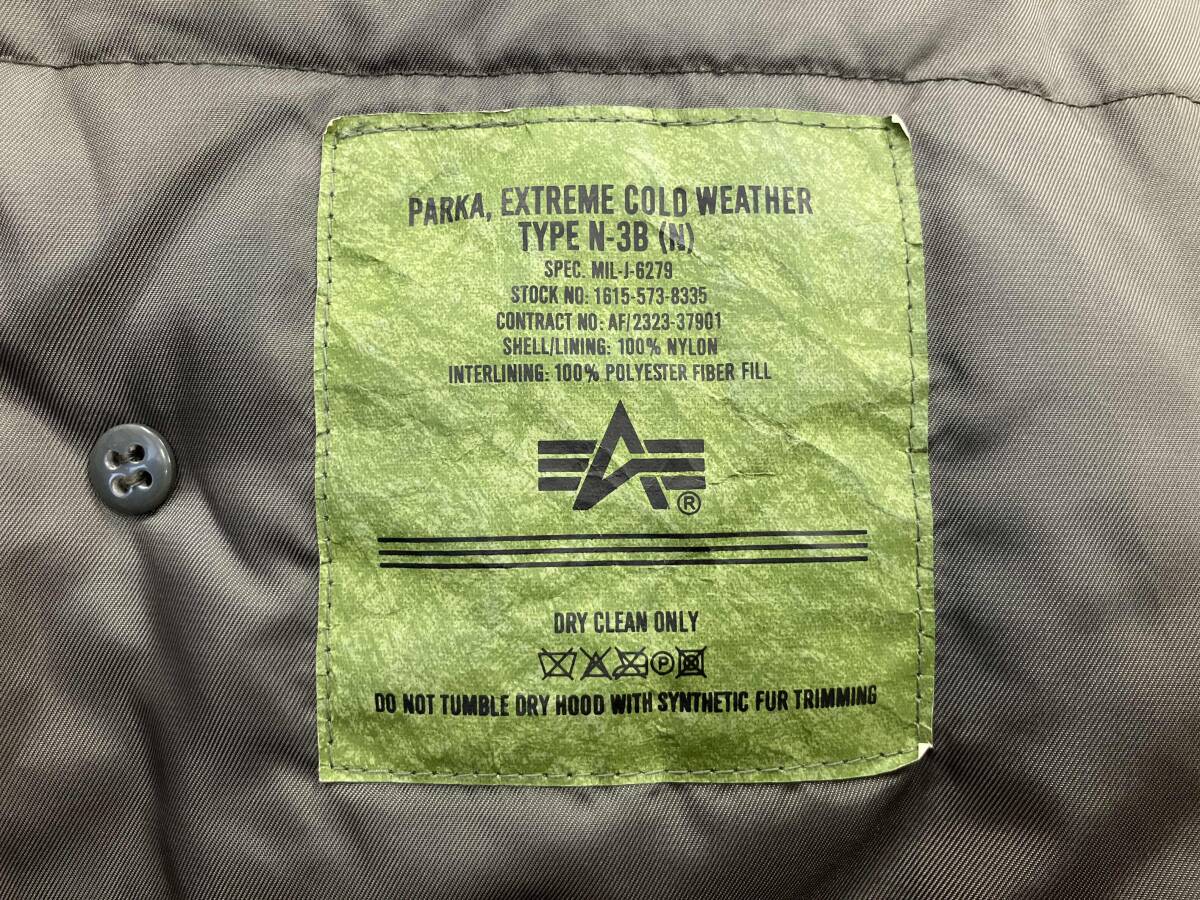 PARKA, EXTREME COLD WEATHER
TYPE N-3B (N)
SPEC. MIL-J-6279
STOCK NO: 1615-573-8335
CONTRACT NO: AF/2323-37901
SHELL/LINING: 100% NYLON
INTERLINING: 100% POLYESTER FIBER FILL
®
DRY CLEAN ONLY
P
DO NOT TUMBLE DRY HOOD WITH SYNTHETIC FUR TRIMMING